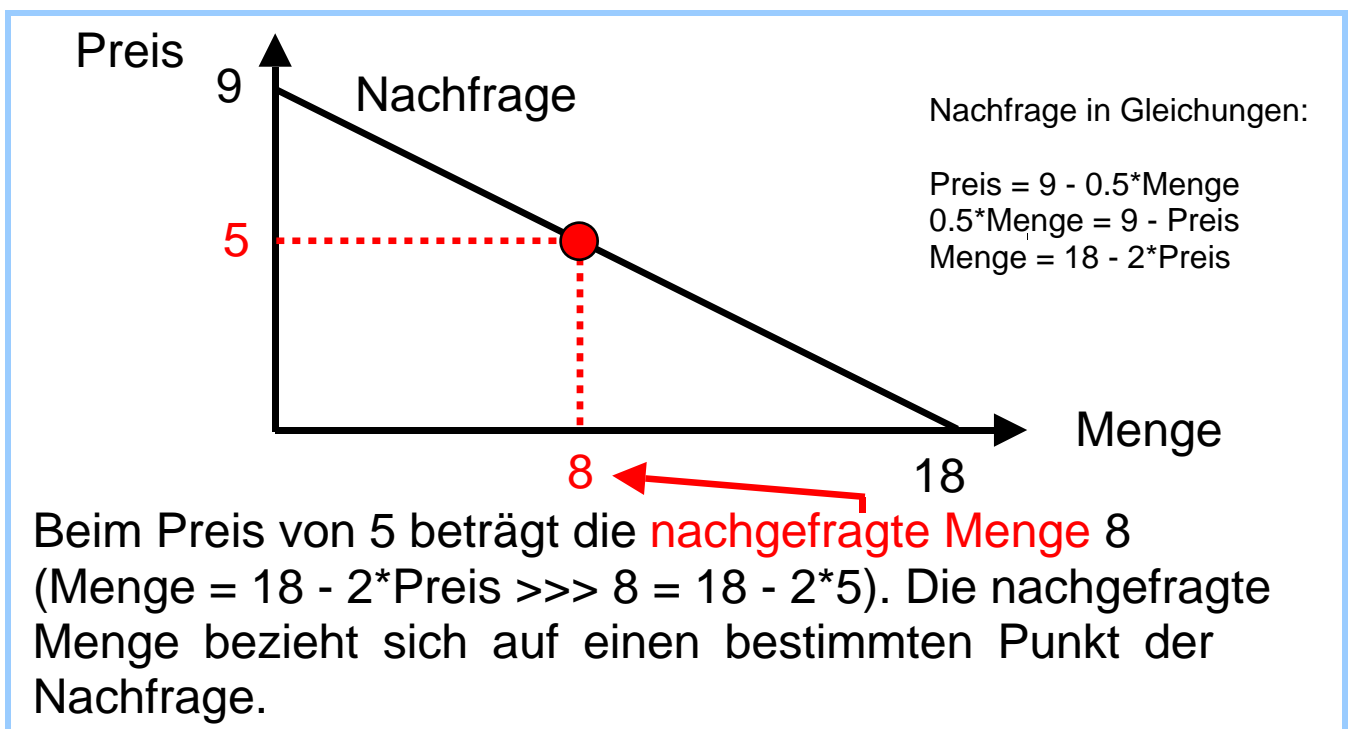 Preis
9
Nachfrage
Nachfrage in Gleichungen:
Preis = 9 - 0.5*Menge
0.5*Menge = 9 - Preis
Menge = 18 - 2*Preis
5
Menge
8
18
Beim Preis von 5 beträgt die nachgefragte Menge 8
(Menge = 18 - 2*Preis >>> 8 = 18 - 2*5). Die nachgefragte
Menge bezieht sich auf einen bestimmten Punkt der
Nachfrage.